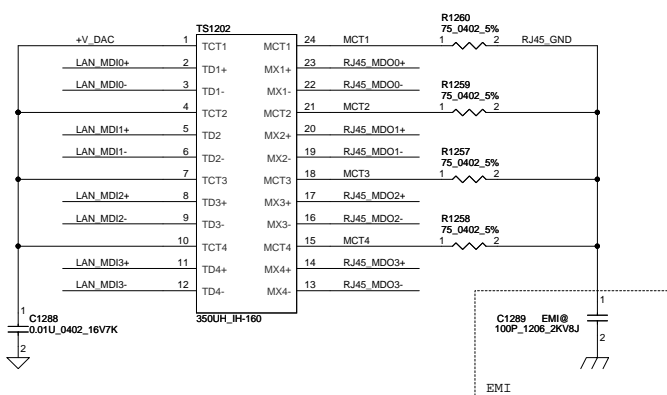 TS1202
+V_DAC 1 TCT1 MCT1 24 MCT1 R1260 75_0402_5% 1 2 RJ45_GND
LAN_MDI0+ 2 TD1+ MX1+ 23 RJ45_MDO0+
LAN_MDI0- 3 TD1- MX1- 22 RJ45_MDO0-
4 TCT2 MCT2 21 MCT2 R1259 75_0402_5% 1 2
LAN_MDI1+ 5 TD2 MX2+ 20 RJ45_MDO1+
LAN_MDI1- 6 TD2- MX2- 19 RJ45_MDO1-
7 TCT3 MCT3 18 MCT3 R1257 75_0402_5% 1 2
LAN_MDI2+ 8 TD3+ MX3+ 17 RJ45_MDO2+
LAN_MDI2- 9 TD3- MX3- 16 RJ45_MDO2-
10 TCT4 MCT4 15 MCT4 R1258 75_0402_5% 1 2
LAN_MDI3+ 11 TD4+ MX4+ 14 RJ45_MDO3+
LAN_MDI3- 12 TD4- MX4- 13 RJ45_MDO3-
350UH_IH-160
1
C1288
0.01U_0402_16V7K
2
1
C1289 EMI@
100P_1206_2KV8J
2
EMI